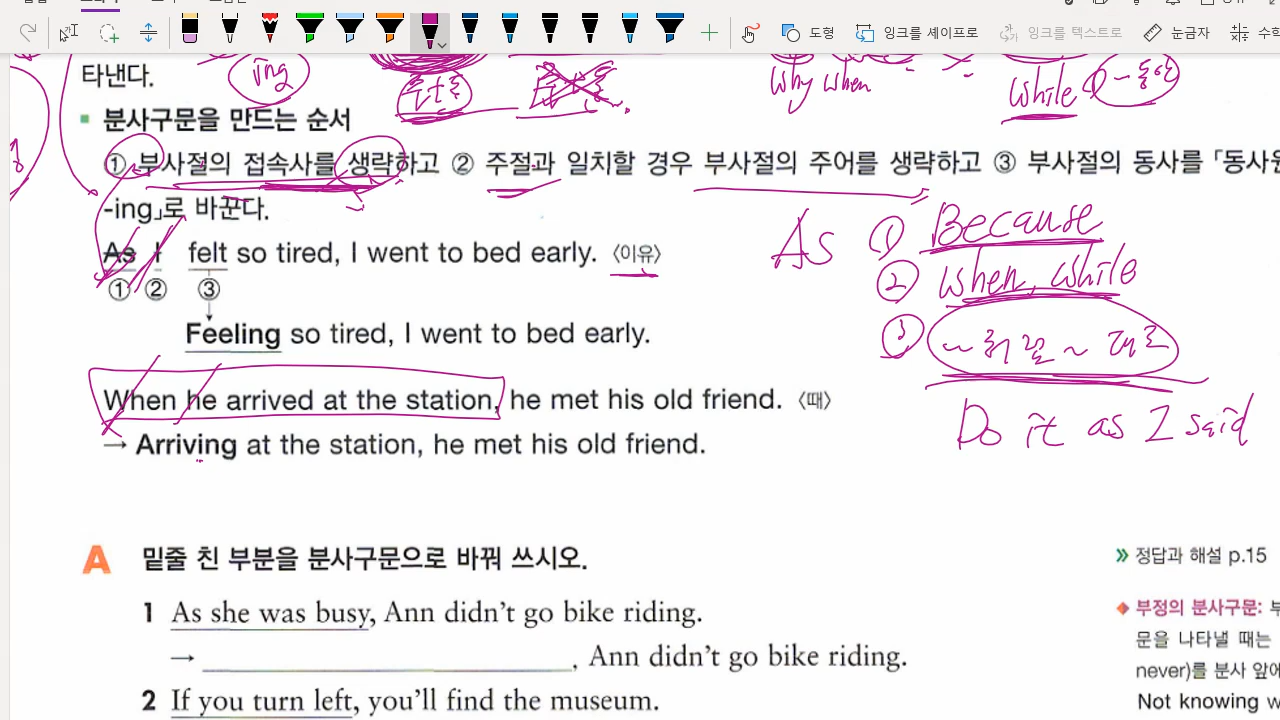 도형 잉크를 셰이프로 잉크를 텍스트로 눈금자
타낸다. ing 주절 why when while ① ~동안
분사구문을 만드는 순서
① 부사절의 접속사를 생략하고 ② 주절과 일치할 경우 부사절의 주어를 생략하고 ③ 부사절의 동사를 「동사원
-ing」로 바꾼다.
As I felt so tired, I went to bed early. 〈이유〉
① ② ③
Feeling so tired, I went to bed early.
As ① Because
② when, while
③
When he arrived at the station, he met his old friend. 〈때〉
→ Arriving at the station, he met his old friend.
Do it as I said
A 밑줄 친 부분을 분사구문으로 바꿔 쓰시오.
1 As she was busy, Ann didn't go bike riding.
→ , Ann didn't go bike riding.
2 If you turn left, you'll find the museum.
» 정답과 해설 p.15
부정의 분사구문: 부
문을 나타낼 때는
never)를 분사 앞에
Not knowing w